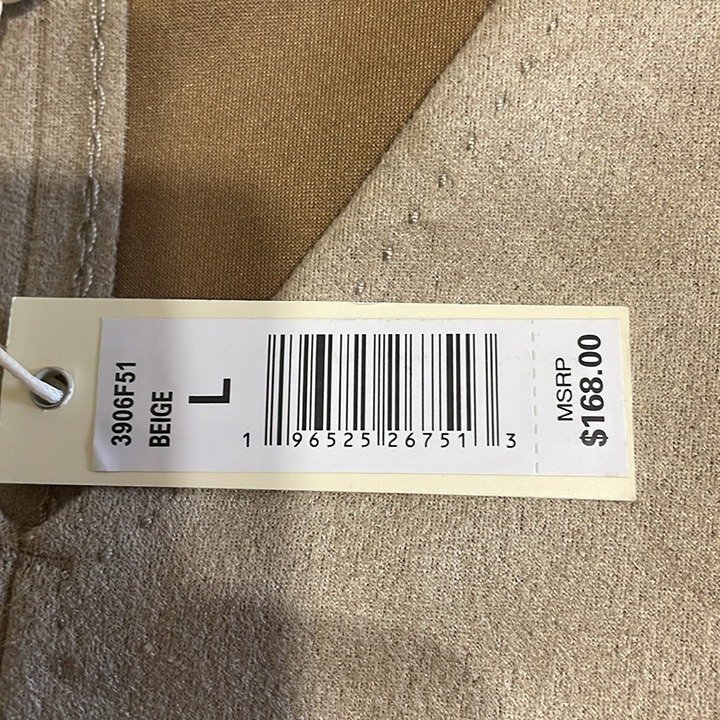 3906F51
BEIGE
L
1 96525 26751 3
MSRP
$168.00